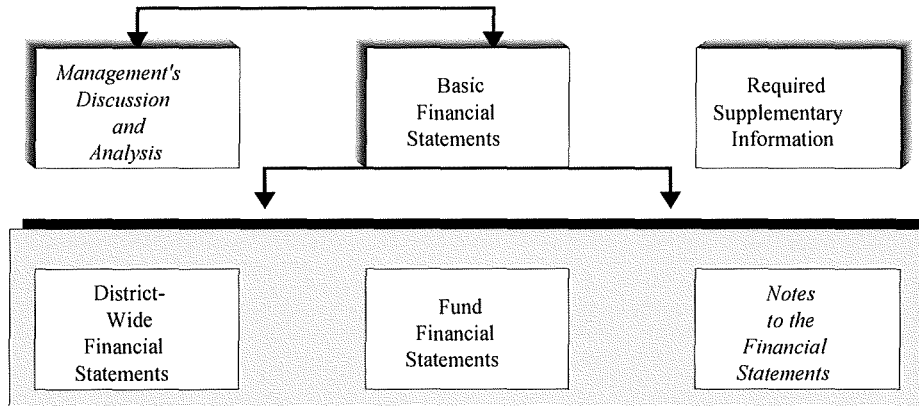 Management's
Discussion
and
Analysis
Basic
Financial
Statements
Required
Supplementary
Information
District-
Wide
Financial
Statements
Fund
Financial
Statements
Notes
to the
Financial
Statements